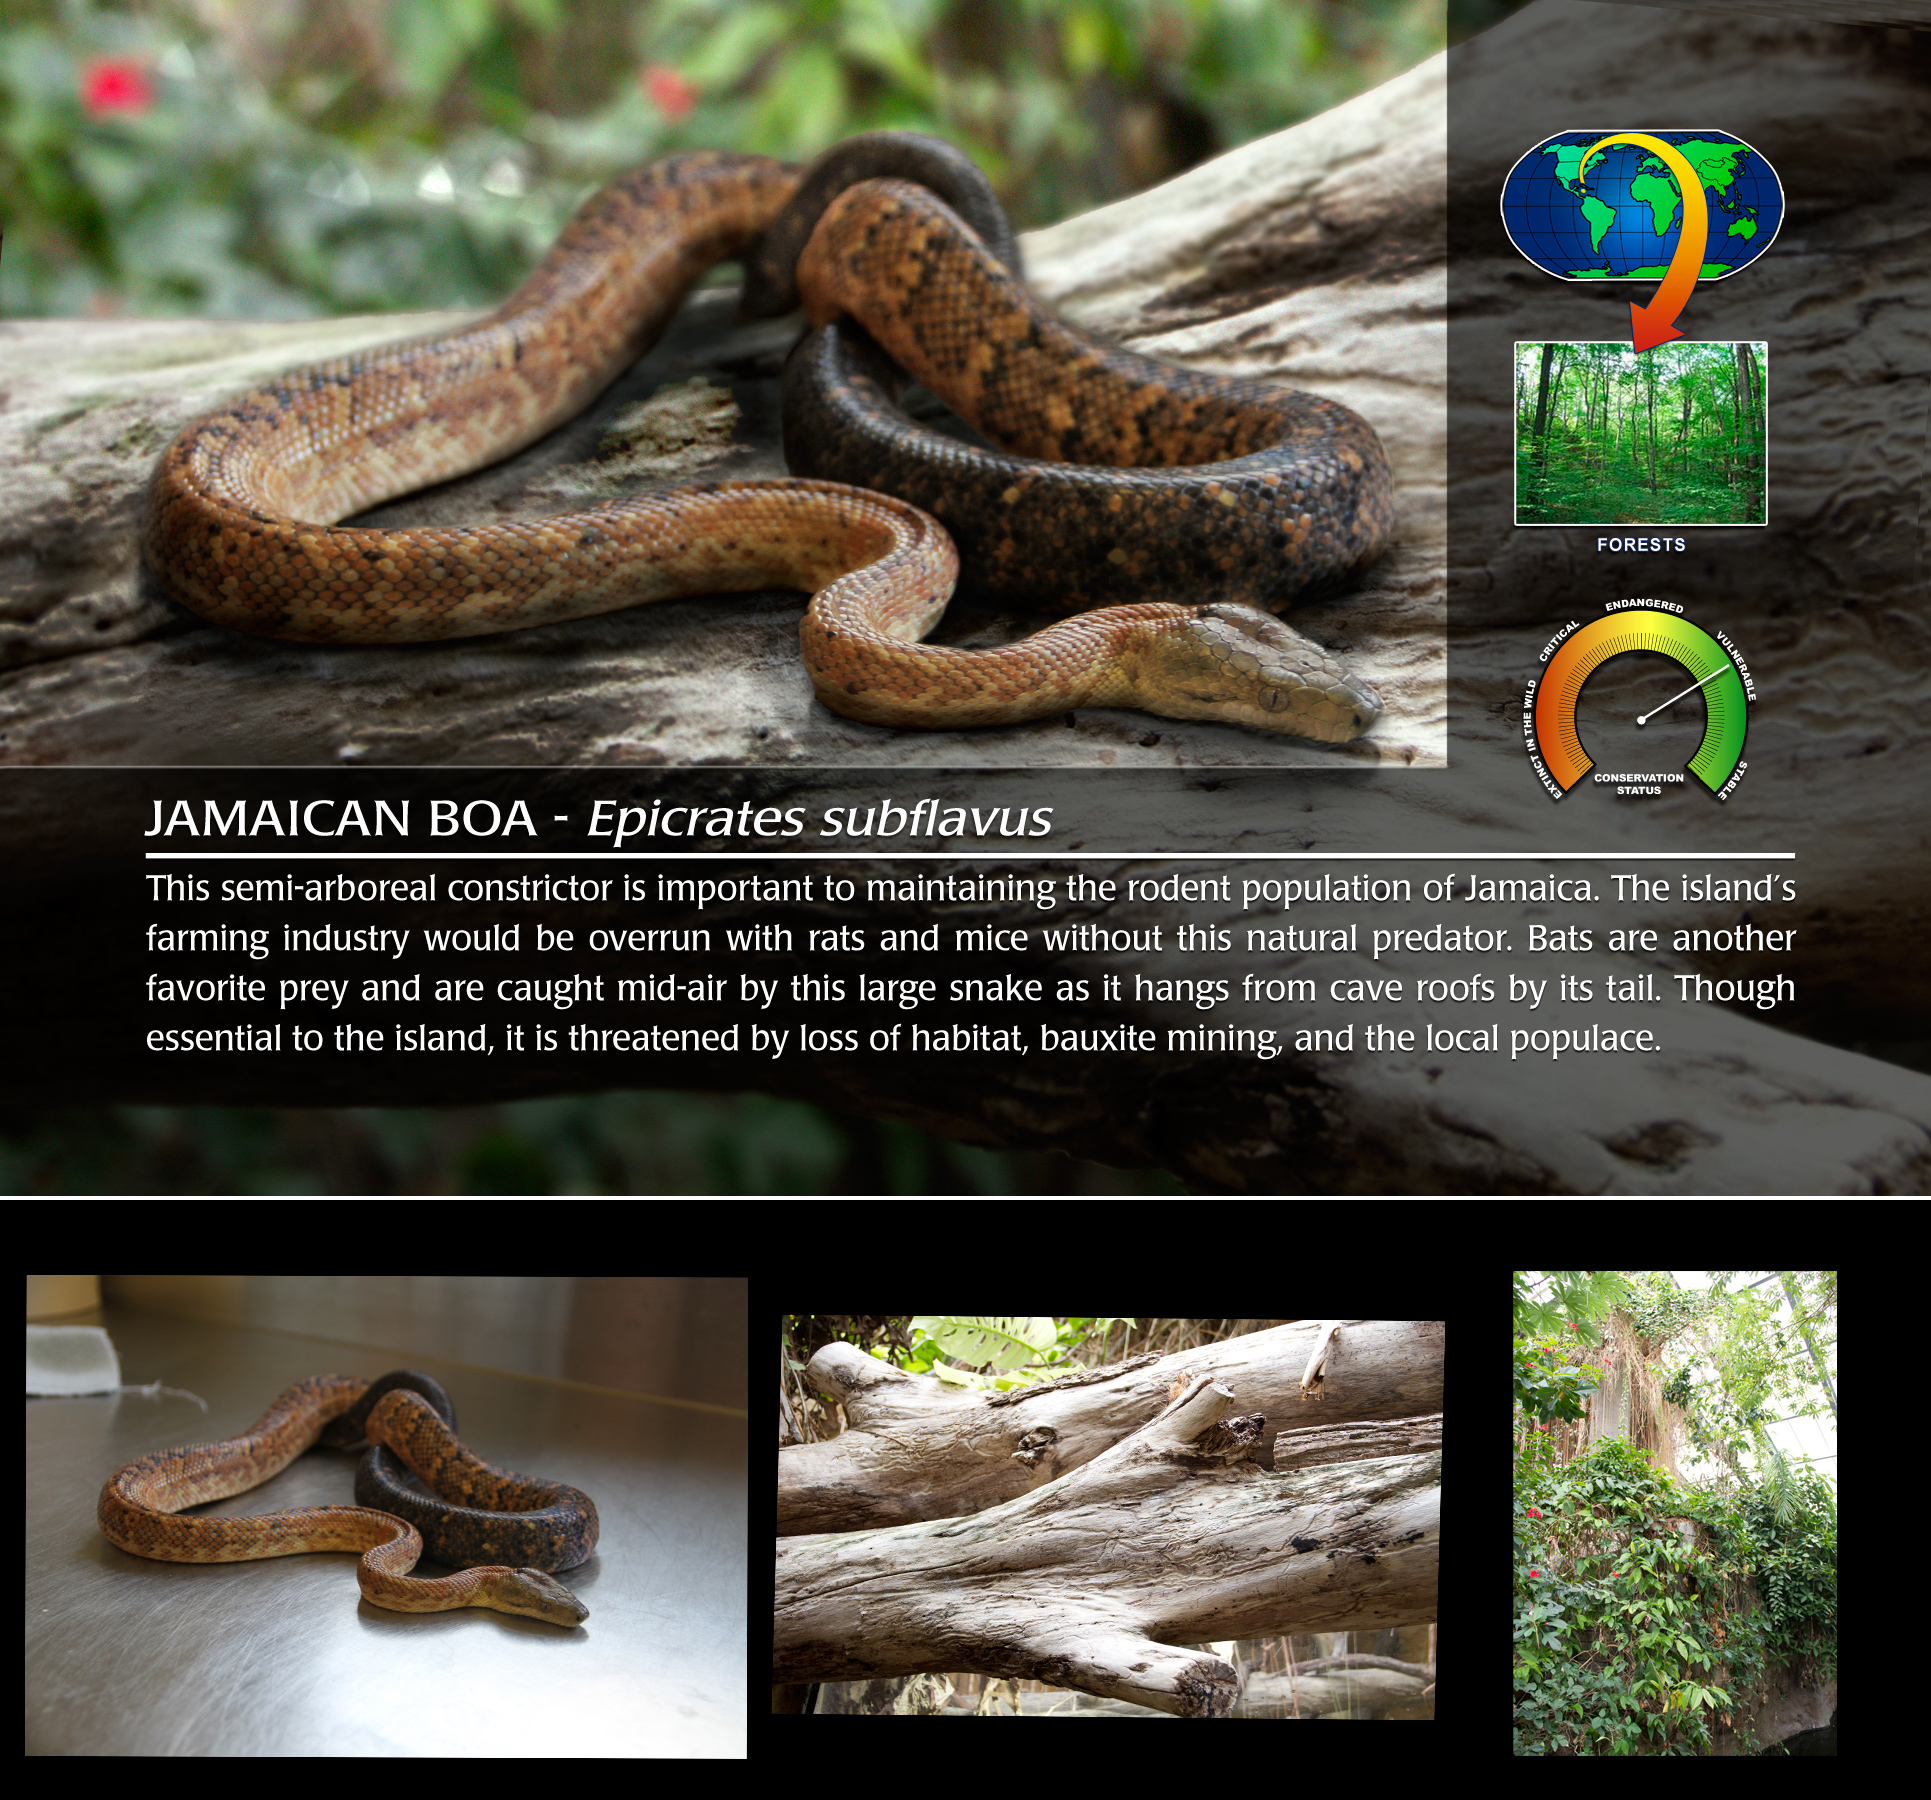 FORESTS
ENDANGERED
CRITICAL
VULNERABLE
EXTINCT IN THE WILD
STABLE
CONSERVATION
STATUS
JAMAICAN BOA - Epicrates subflavus
This semi-arboreal constrictor is important to maintaining the rodent population of Jamaica. The island's
farming industry would be overrun with rats and mice without this natural predator. Bats are another
favorite prey and are caught mid-air by this large snake as it hangs from cave roofs by its tail. Though
essential to the island, it is threatened by loss of habitat, bauxite mining, and the local populace.